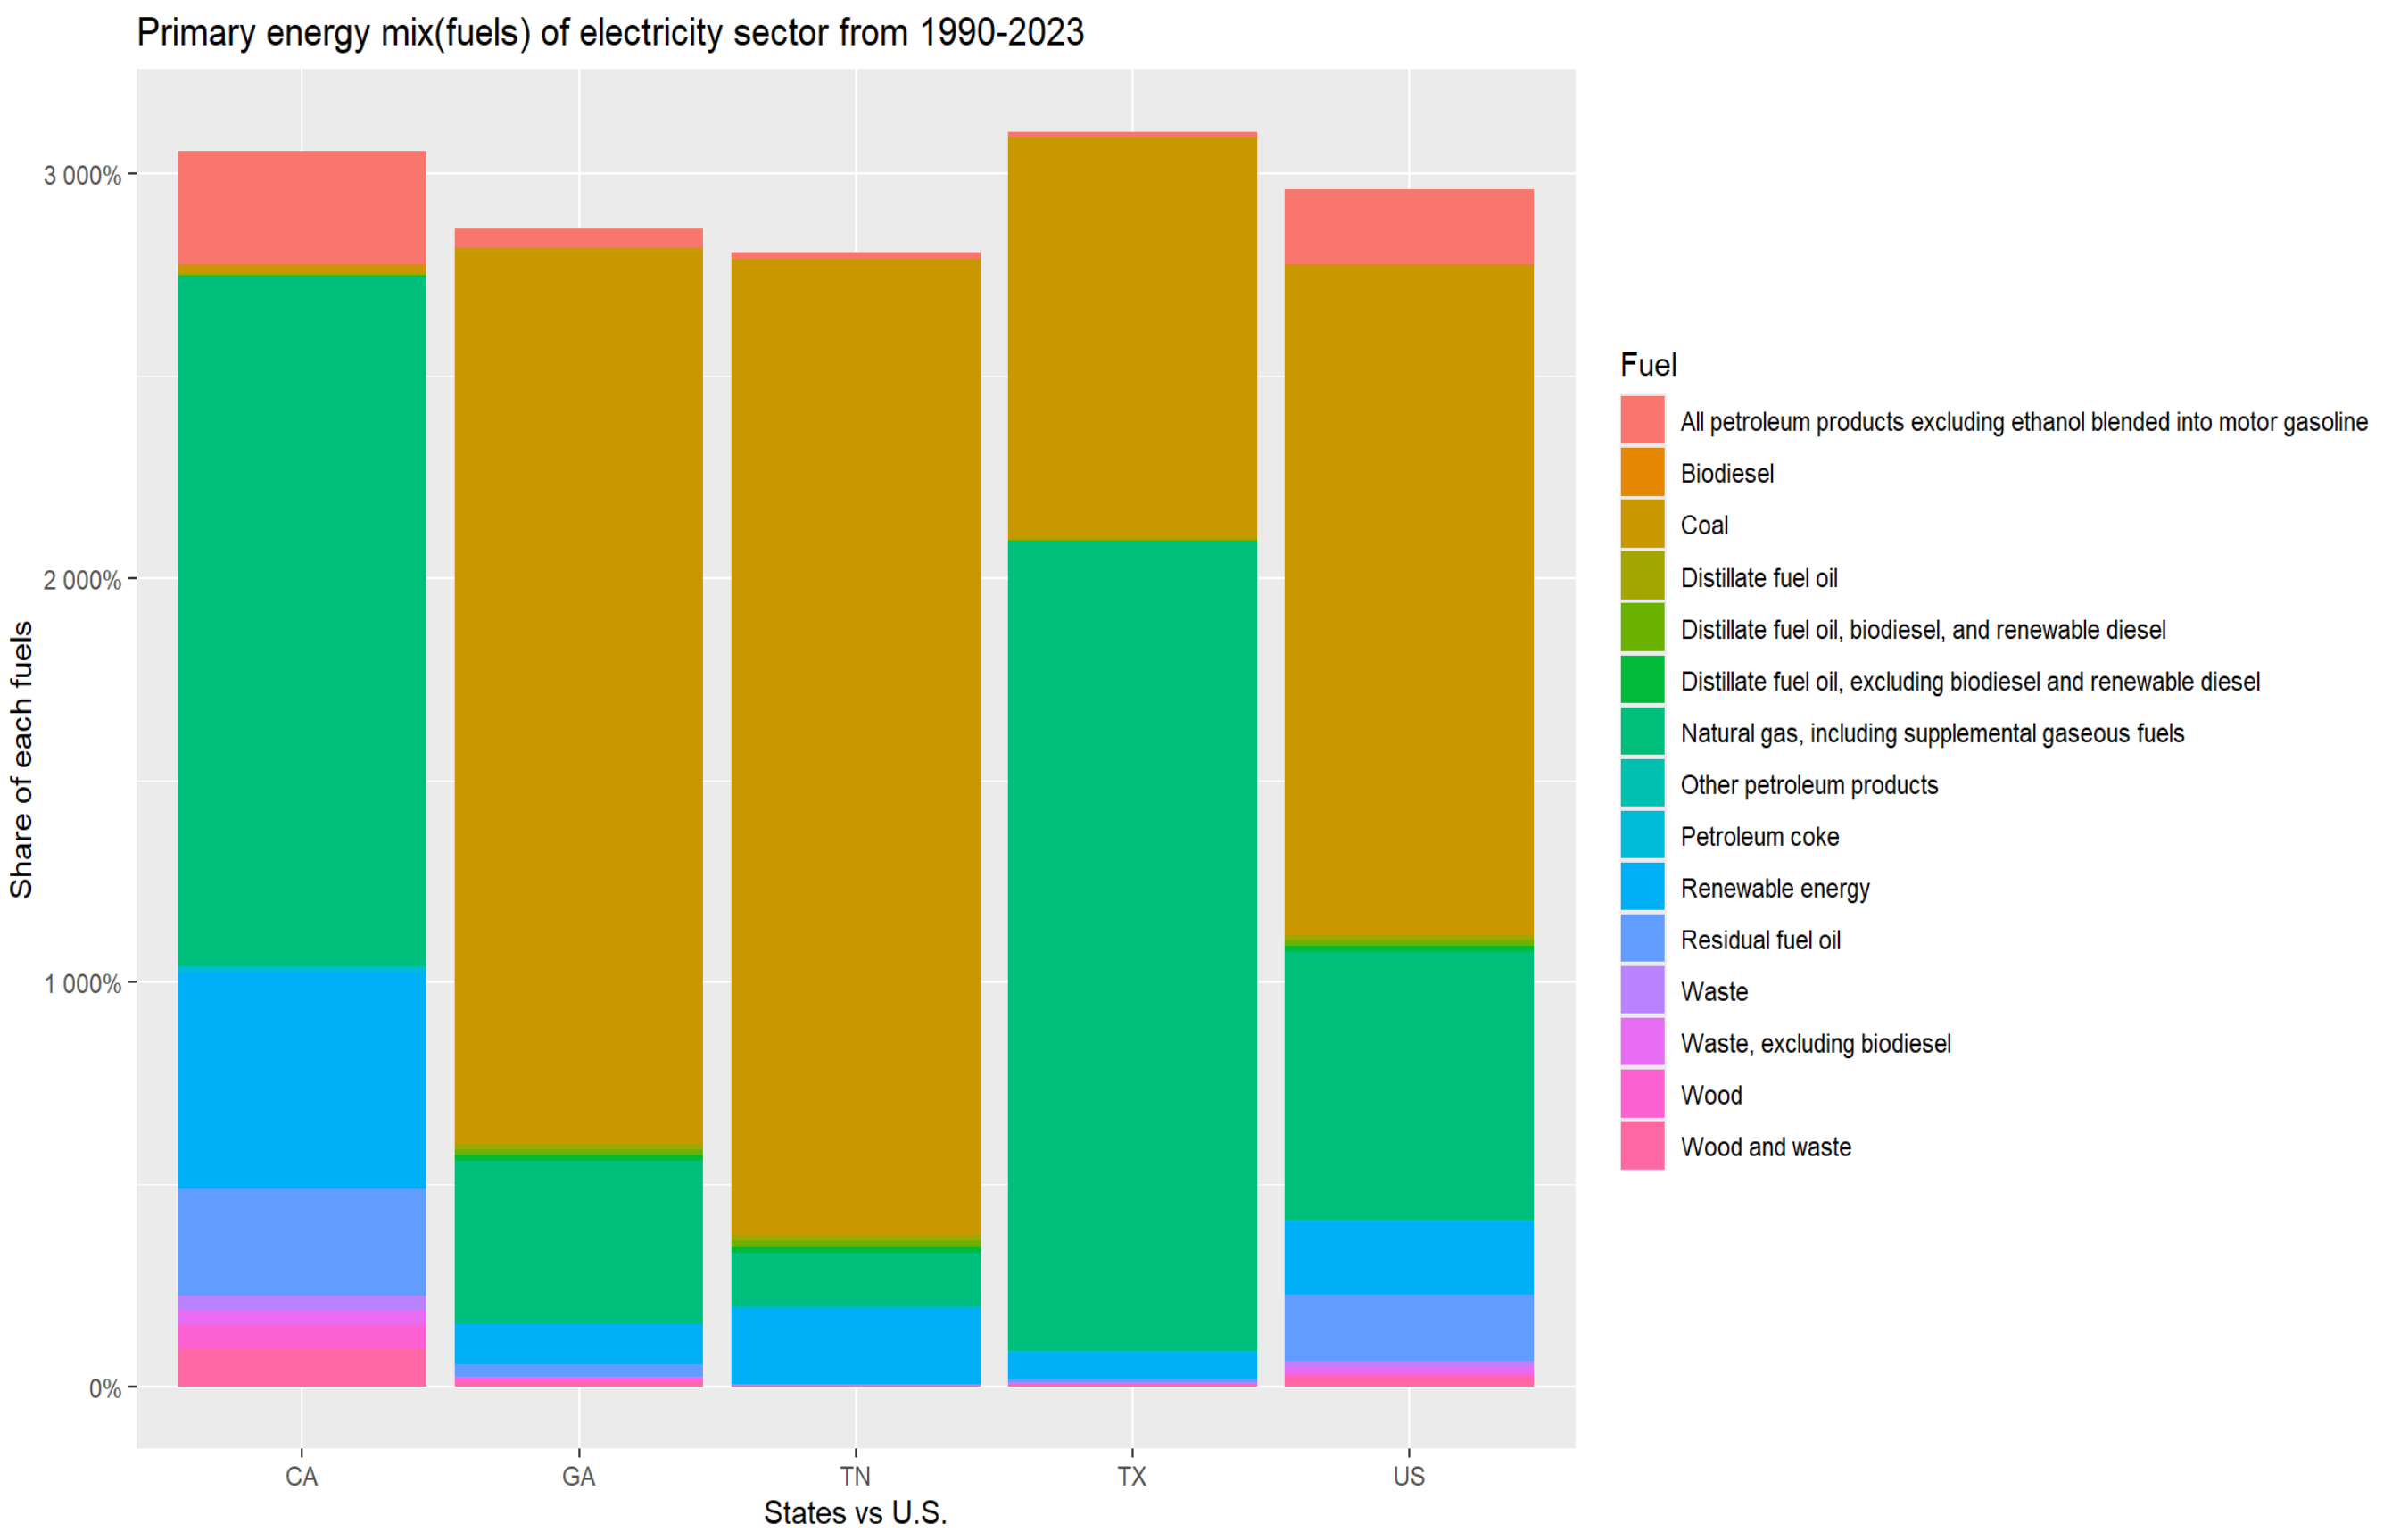 Primary energy mix(fuels) of electricity sector from 1990-2023
Share of each fuels
3 000%
2 000%
1 000%
0%
CA
GA
TN
TX
US
States vs U.S.
Fuel
All petroleum products excluding ethanol blended into motor gasoline
Biodiesel
Coal
Distillate fuel oil
Distillate fuel oil, biodiesel, and renewable diesel
Distillate fuel oil, excluding biodiesel and renewable diesel
Natural gas, including supplemental gaseous fuels
Other petroleum products
Petroleum coke
Renewable energy
Residual fuel oil
Waste
Waste, excluding biodiesel
Wood
Wood and waste